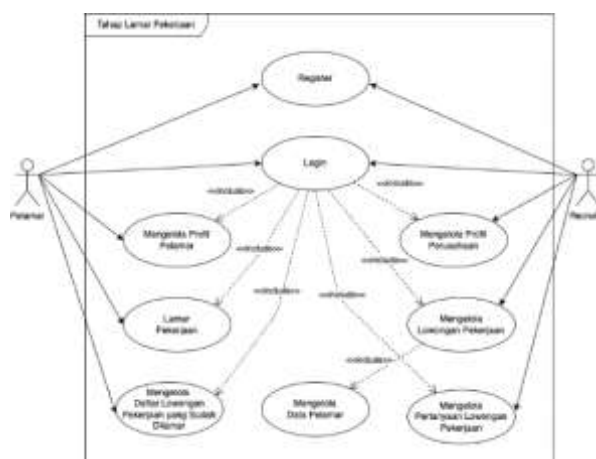 Tahap Lamar Pekerjaan
Register
Login
Pelamar
<<include>>
<<include>>
Mengelola Profil
Pelamar
Mengelola Profil
Perusahaan
<<include>>
<<include>>
<<include>>
<<include>>
Lamar
Pekerjaan
Mengelola
Lowongan Pekerjaan
<<include>>
Mengelola
Daftar Lowongan
Pekerjaan yang Sudah
Dilamar
Mengelola
Data Pelamar
Mengelola
Pertanyaan Lowongan
Pekerjaan